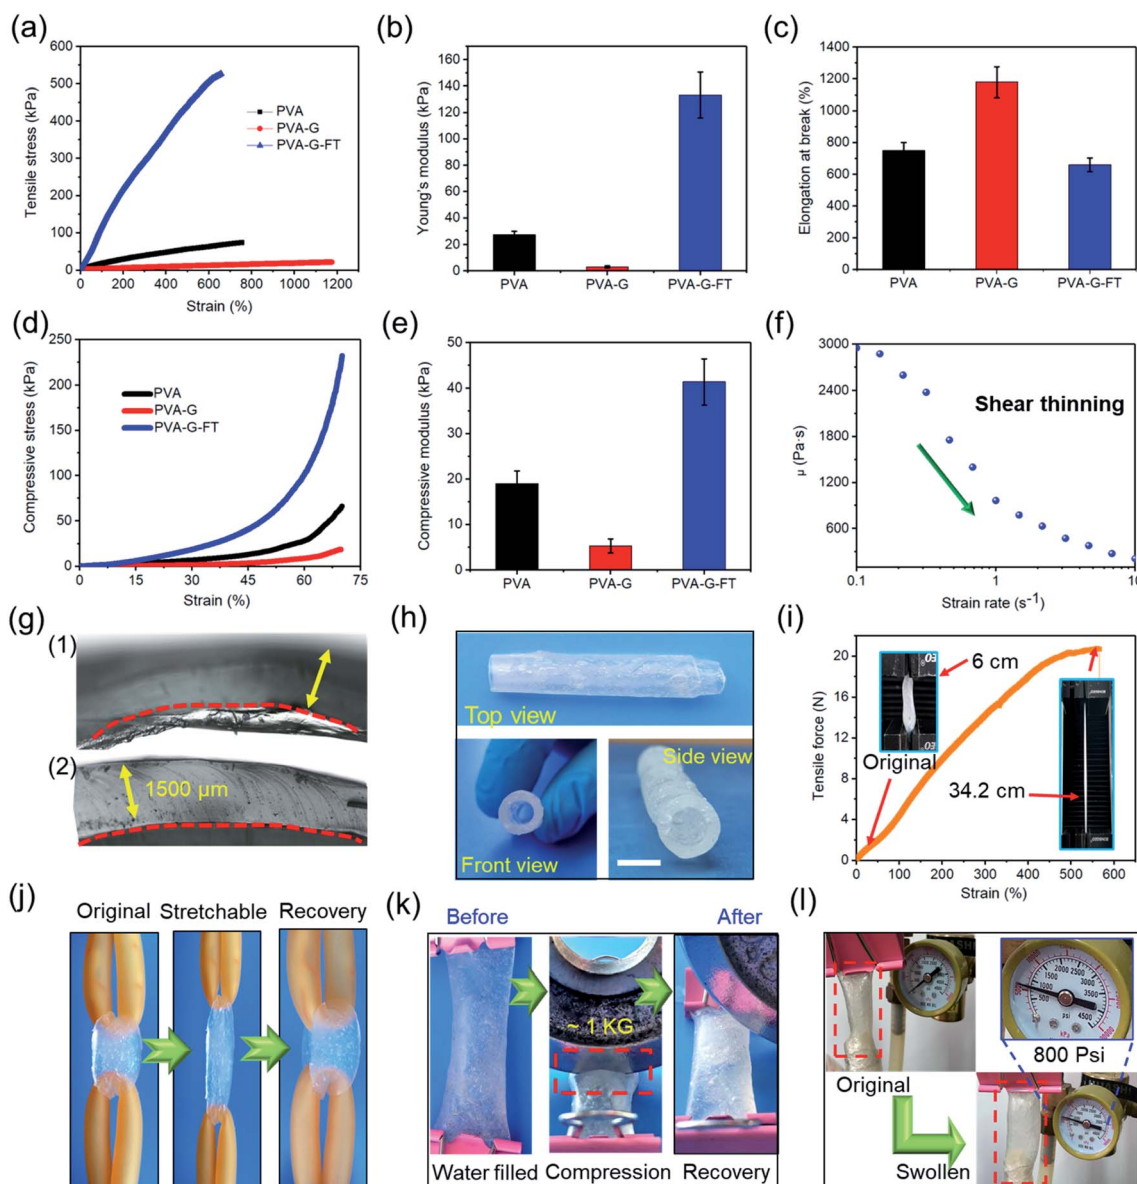 (a)
600
500
400
300
200
100
0
Tensile stress (kPa)
PVA
PVA-G
PVA-G-FT
0 200 400 600 800 1000 1200
Strain (%)
(b)
160
140
120
100
80
60
40
20
0
Young's modulus (kPa)
PVA PVA-G PVA-G-FT
(c)
1400
1200
1000
800
600
400
200
0
Elongation at break (%)
PVA PVA-G PVA-G-FT
(d)
250
200
150
100
50
0
Compressive stress (kPa)
PVA
PVA-G
PVA-G-FT
0 15 30 45 60 75
Strain (%)
(e)
50
40
30
20
10
0
Compressive modulus (kPa)
PVA PVA-G PVA-G-FT
(f)
3000
2400
1800
1200
600
μ (Pa·s)
Shear thinning
0.1 1 10
Strain rate (s⁻¹)
(g)
(1)
(2)
1500 μm
(h)
Top view
Front view
Side view
(i)
20
16
12
8
4
0
Tensile force (N)
6 cm
Original
34.2 cm
0 100 200 300 400 500 600
Strain (%)
(j)
Original Stretchable Recovery
(k)
Before After
~ 1 KG
Water filled Compression Recovery
(l)
Original
800 Psi
Swollen